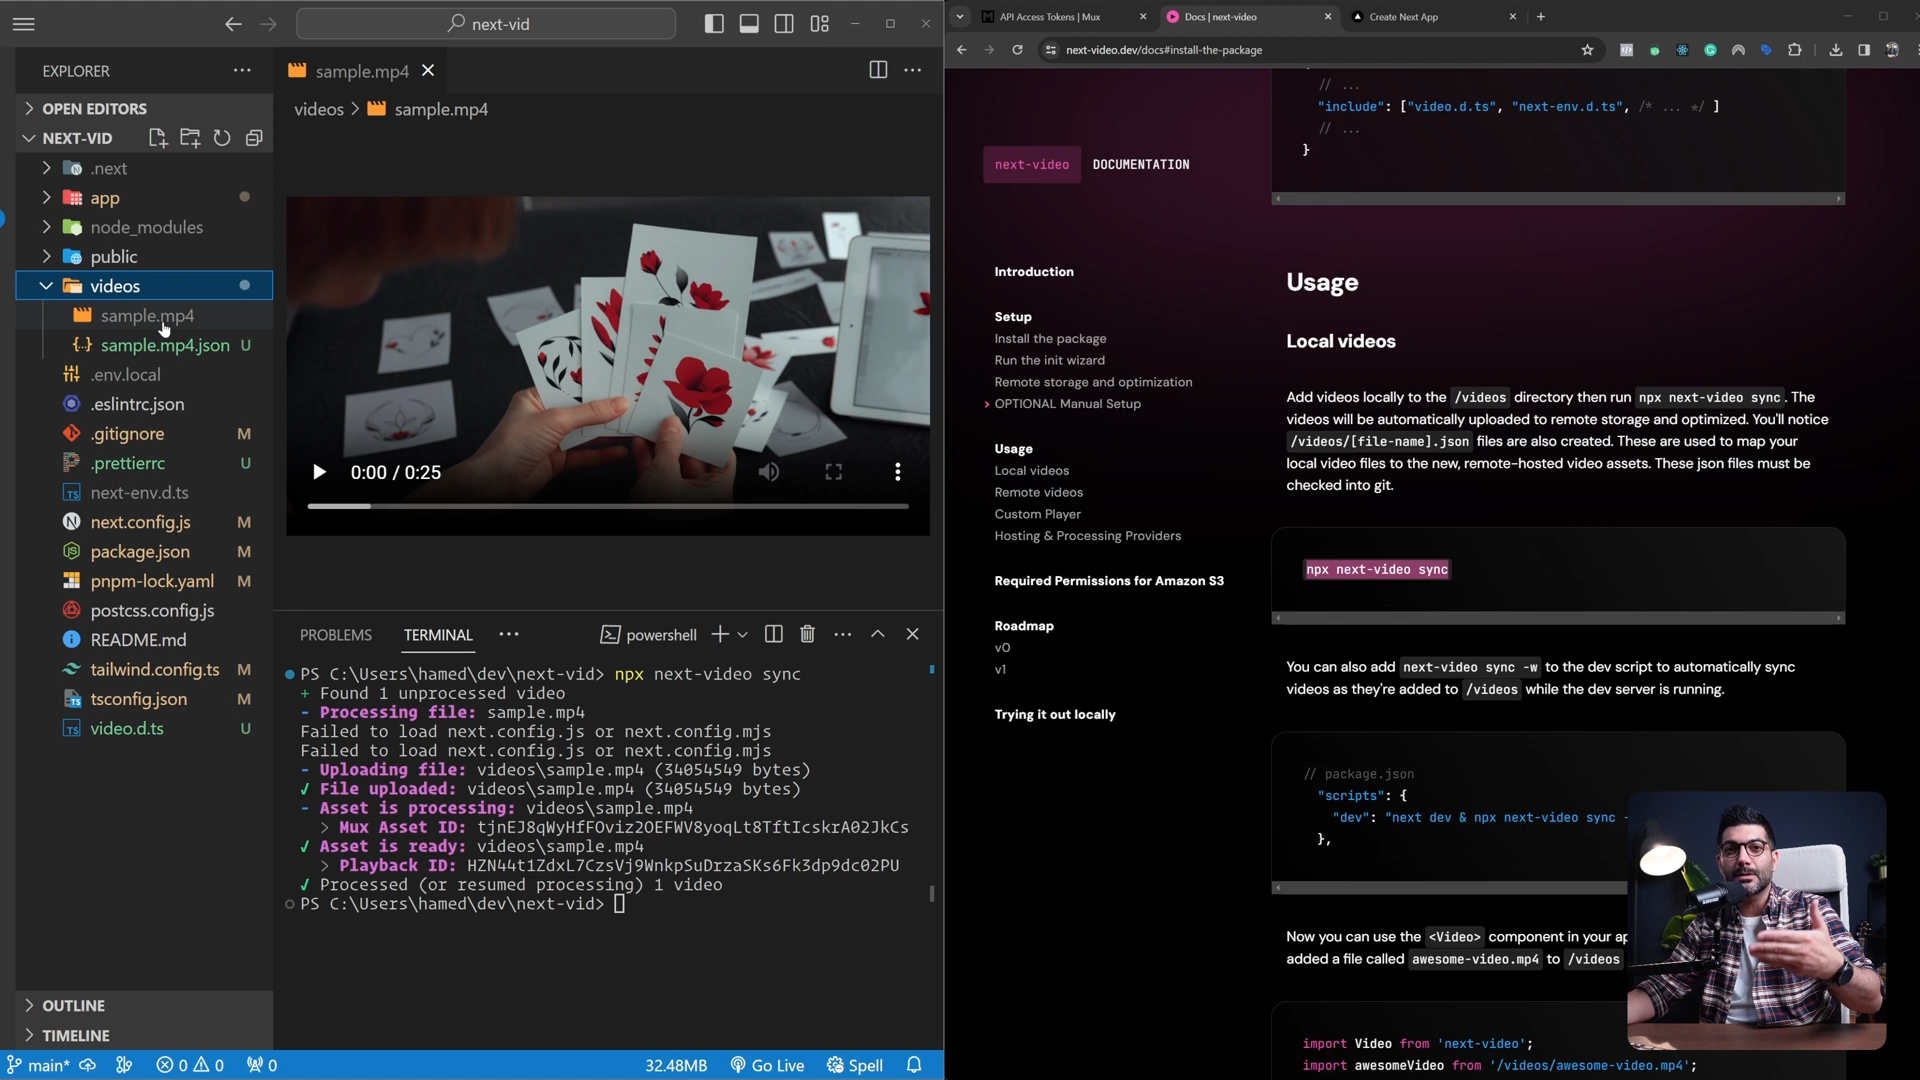 next-vid
EXPLORER
OPEN EDITORS
NEXT-VID
.next
app
node_modules
public
videos
sample.mp4
sample.mp4.json U
.env.local
.eslintrc.json
.gitignore M
.prettierrc U
next-env.d.ts
next.config.js M
package.json M
pnpm-lock.yaml M
postcss.config.js
README.md
tailwind.config.ts M
tsconfig.json M
video.d.ts U
OUTLINE
TIMELINE
sample.mp4
videos > sample.mp4
0:00 / 0:25
PROBLEMS TERMINAL powershell
PS C:\Users\hamed\dev\next-vid> npx next-video sync
+ Found 1 unprocessed video
- Processing file: sample.mp4
Failed to load next.config.js or next.config.mjs
Failed to load next.config.js or next.config.mjs
- Uploading file: videos\sample.mp4 (34054549 bytes)
✓ File uploaded: videos\sample.mp4 (34054549 bytes)
- Asset is processing: videos\sample.mp4
> Mux Asset ID: tjnEJ8qWyHfFOviz2OEFWV8yoqLt8TftIcskrA02JkCs
✓ Asset is ready: videos\sample.mp4
> Playback ID: HZN44t1ZdxL7CzsVj9WnkpSuDrzaSKs6Fk3dp9dc02PU
✓ Processed (or resumed processing) 1 video
PS C:\Users\hamed\dev\next-vid>
main* 0 0 0 32.48MB Go Live Spell
API Access Tokens | Mux
Docs | next-video
Create Next App
next-video.dev/docs#install-the-package
next-video DOCUMENTATION
Introduction
Setup
Install the package
Run the init wizard
Remote storage and optimization
> OPTIONAL Manual Setup
Usage
Local videos
Remote videos
Custom Player
Hosting & Processing Providers
Required Permissions for Amazon S3
Roadmap
v0
v1
Trying it out locally
// ...
"include": ["video.d.ts", "next-env.d.ts", /* ... */ ]
// ...
}
Usage
Local videos
Add videos locally to the /videos directory then run npx next-video sync. The
videos will be automatically uploaded to remote storage and optimized. You'll notice
/videos/[file-name].json files are also created. These are used to map your
local video files to the new, remote-hosted video assets. These json files must be
checked into git.
npx next-video sync
You can also add next-video sync -w to the dev script to automatically sync
videos as they're added to /videos while the dev server is running.
// package.json
"scripts": {
"dev": "next dev & npx next-video sync -
},
Now you can use the <Video> component in your ap
added a file called awesome-video.mp4 to /videos
import Video from 'next-video';
import awesomeVideo from '/videos/awesome-video.mp4';